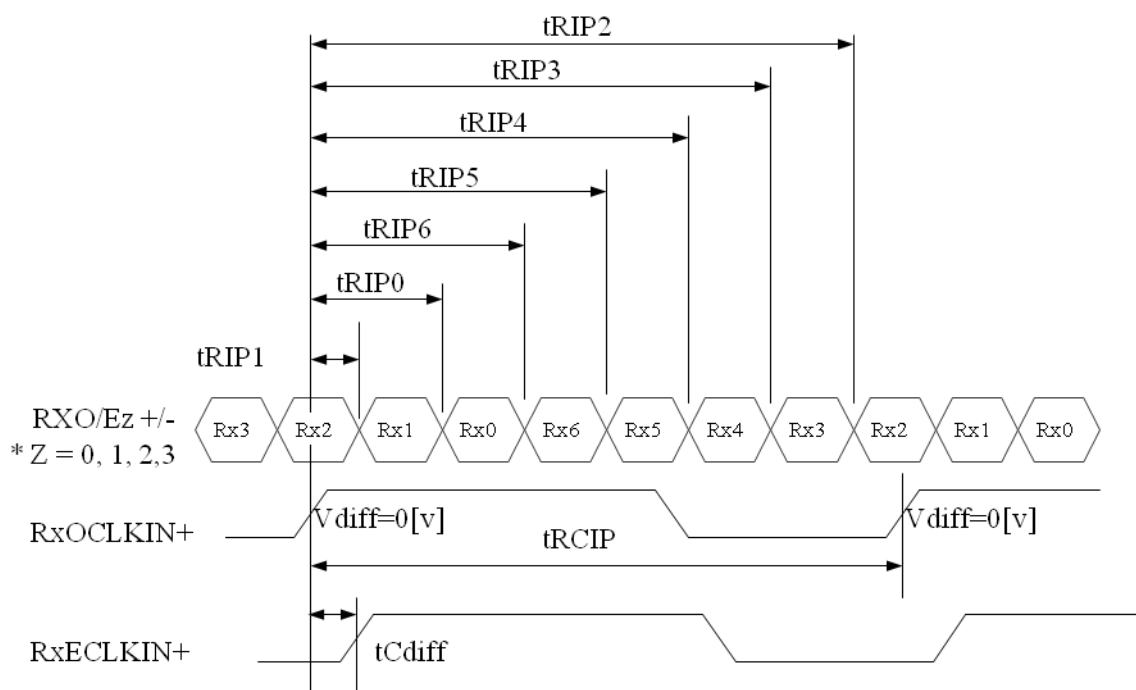 tRIP2
tRIP3
tRIP4
tRIP5
tRIP6
tRIP0
tRIP1
RXO/Ez +/-
* Z = 0, 1, 2,3
Rx3 Rx2 Rx1 Rx0 Rx6 Rx5 Rx4 Rx3 Rx2 Rx1 Rx0
RxOCLKIN+ Vdiff=0[v] Vdiff=0[v]
tRCIP
RxECLKIN+ tCdiff